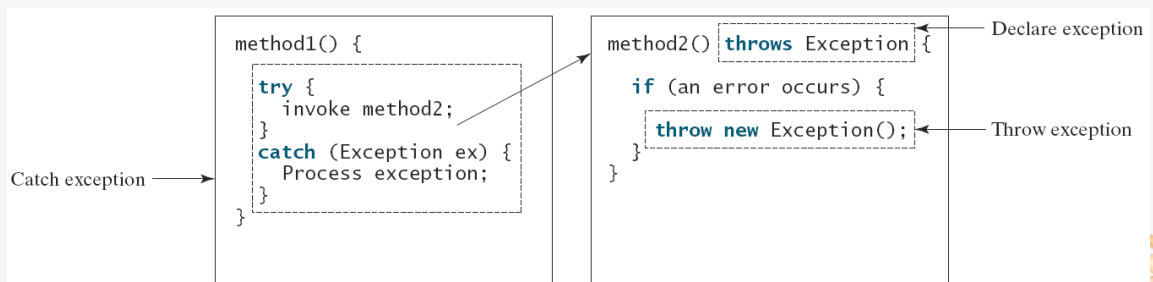 method1() {
try {
invoke method2;
}
catch (Exception ex) {
Process exception;
}
}
Catch exception
method2() throws Exception {
if (an error occurs) {
throw new Exception();
}
}
Declare exception
Throw exception